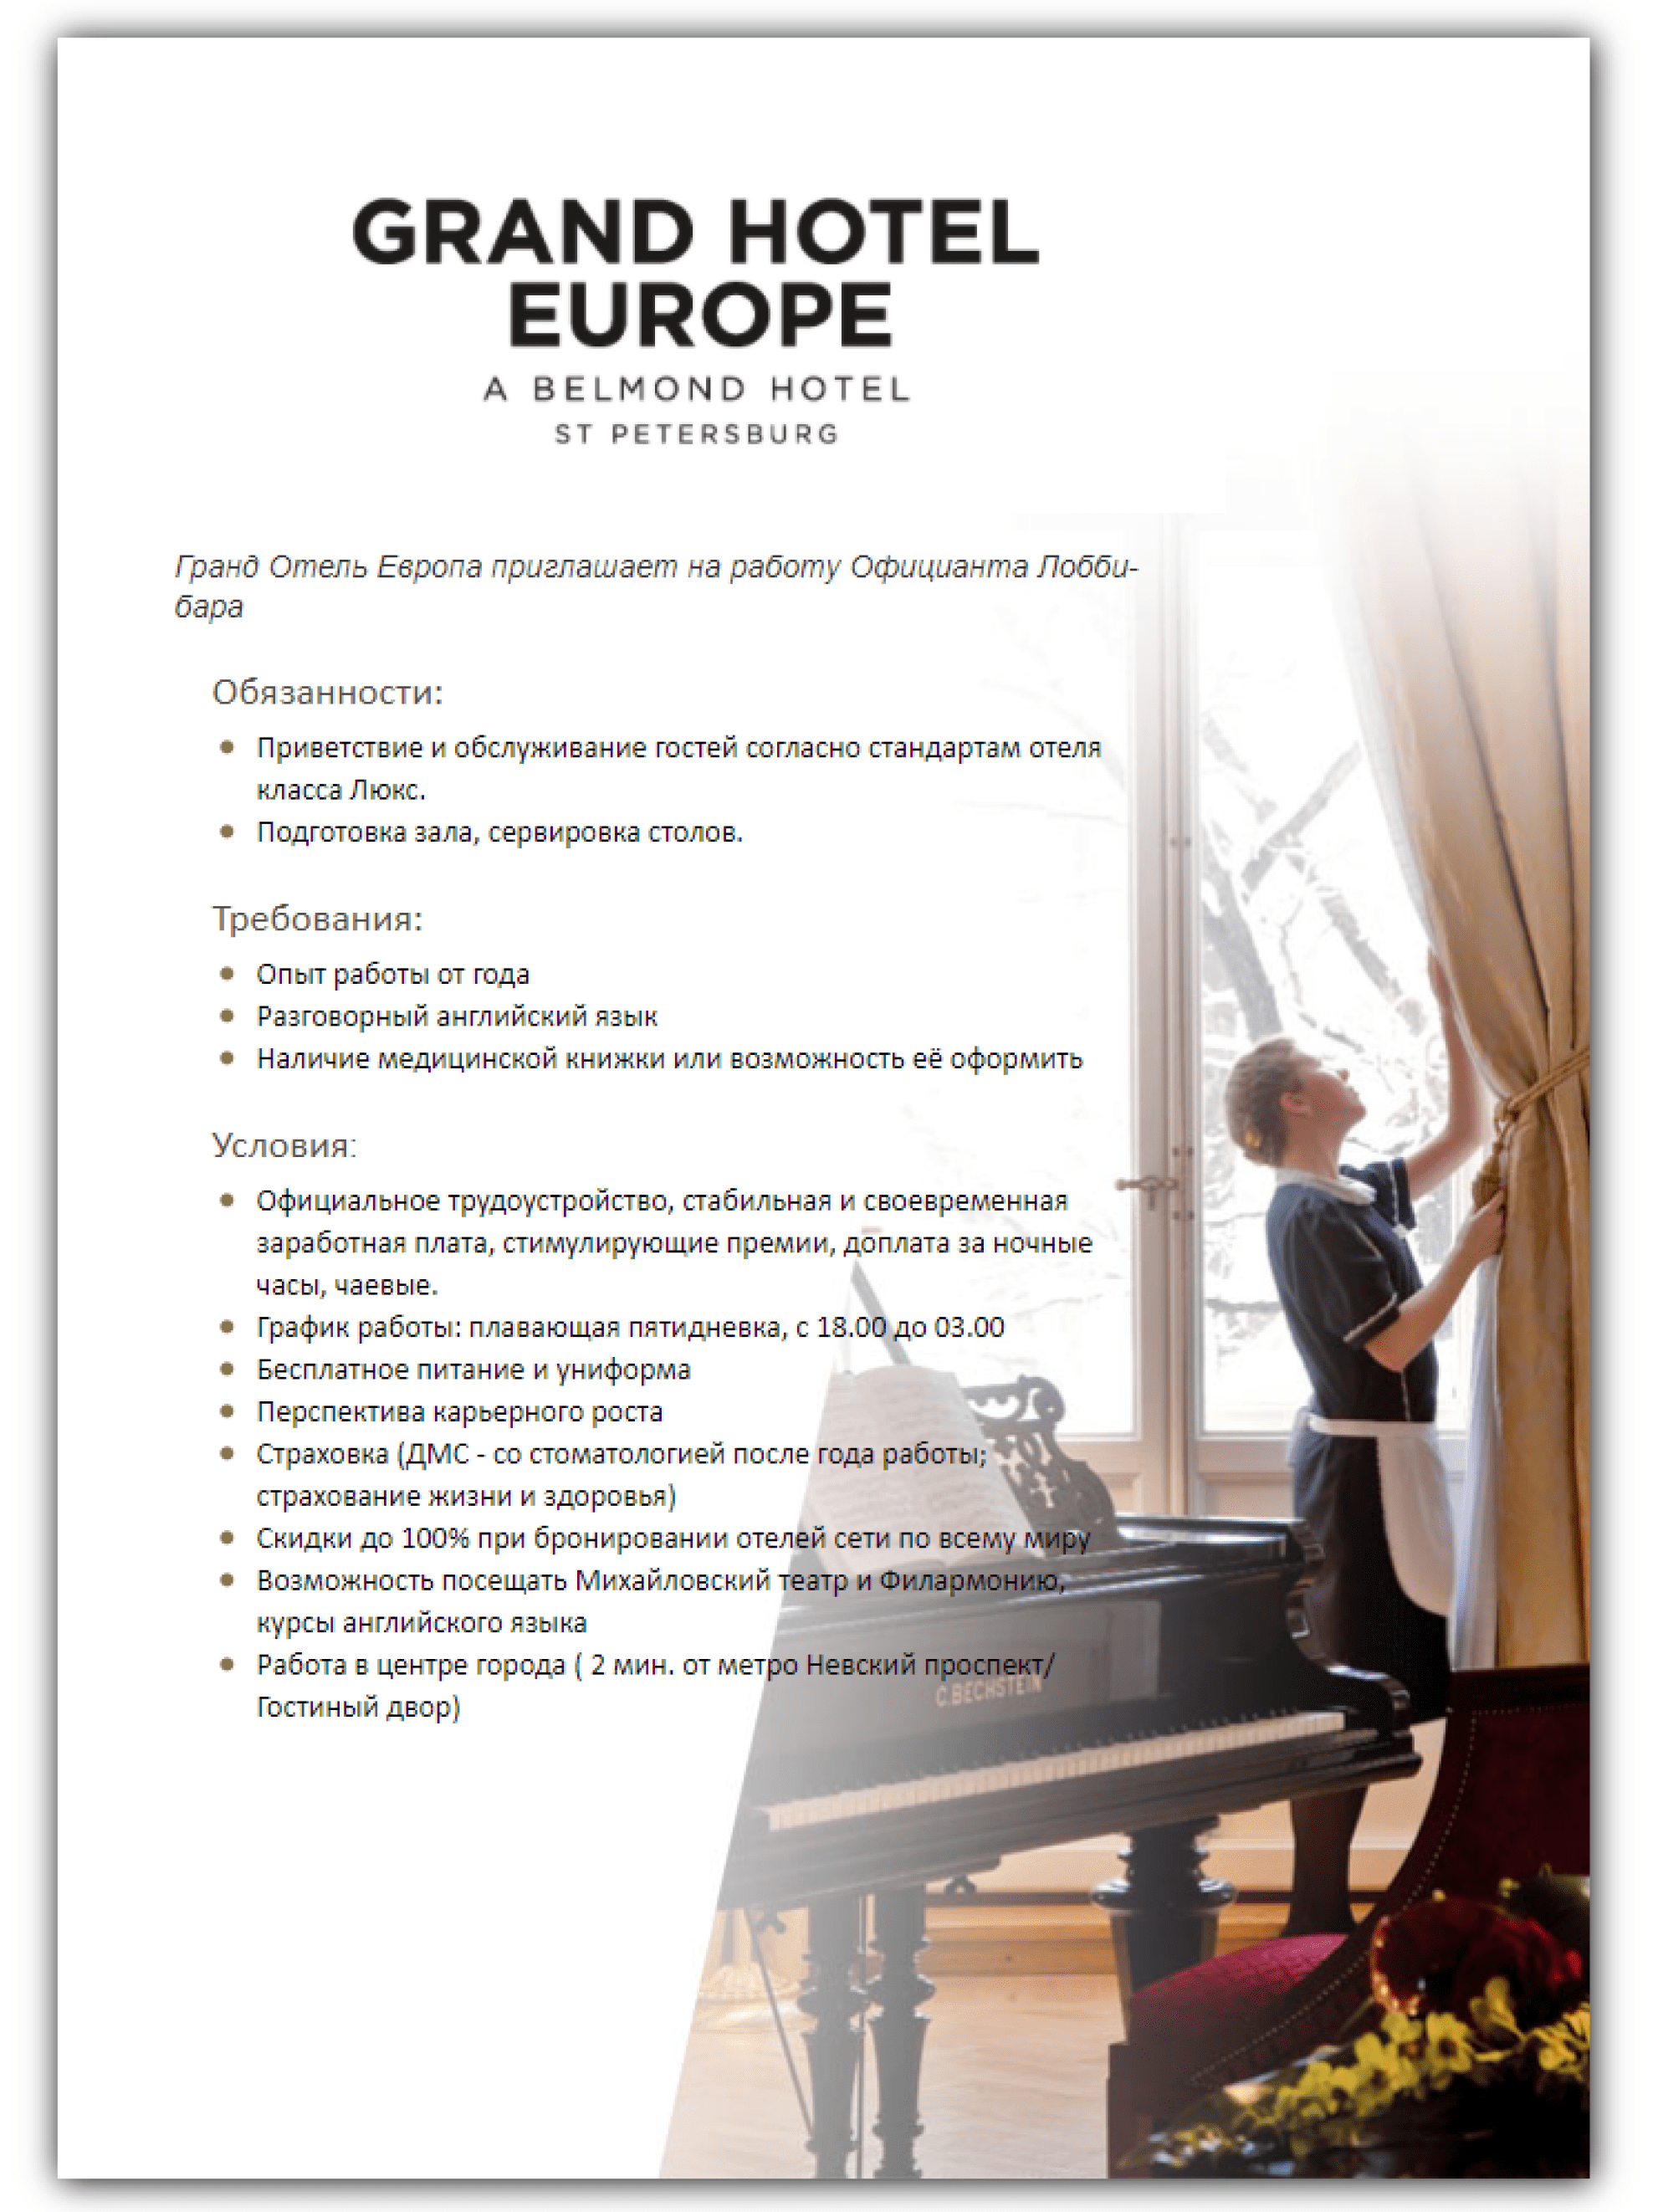 GRAND HOTEL
EUROPE
A BELMOND HOTEL
ST PETERSBURG
Гранд Отель Европа приглашает на работу Официанта Лобби-
бара
Обязанности:
Приветствие и обслуживание гостей согласно стандартам отеля
класса Люкс.
Подготовка зала, сервировка столов.
Требования:
Опыт работы от года
Разговорный английский язык
Наличие медицинской книжки или возможность её оформить
Условия:
Официальное трудоустройство, стабильная и своевременная
заработная плата, стимулирующие премии, доплата за ночные
часы, чаевые.
График работы: плавающая пятидневка, с 18.00 до 03.00
Бесплатное питание и униформа
Перспектива карьерного роста
Страховка (ДМС - со стоматологией после года работы;
страхование жизни и здоровья)
Скидки до 100% при бронировании отелей сети по всему миру
Возможность посещать Михайловский театр и Филармонию,
курсы английского языка
Работа в центре города ( 2 мин. от метро Невский проспект/
Гостиный двор)
C.BECHSTEIN